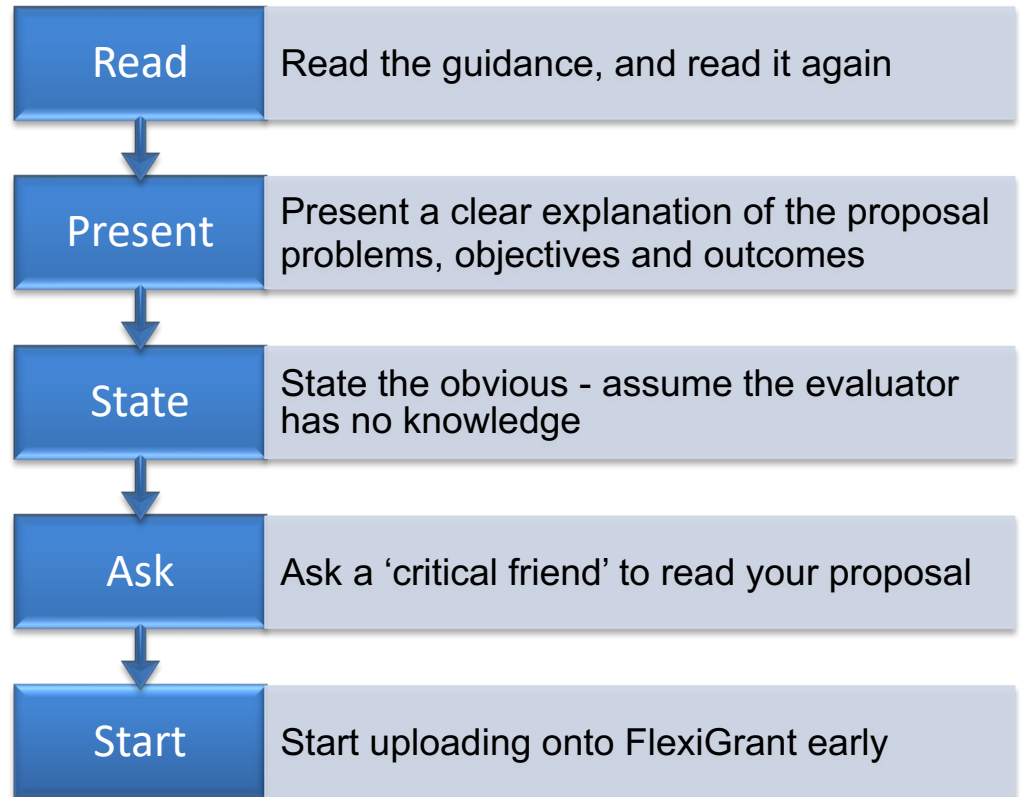 Read
Read the guidance, and read it again
Present
Present a clear explanation of the proposal
problems, objectives and outcomes
State
State the obvious - assume the evaluator
has no knowledge
Ask
Ask a ‘critical friend’ to read your proposal
Start
Start uploading onto FlexiGrant early